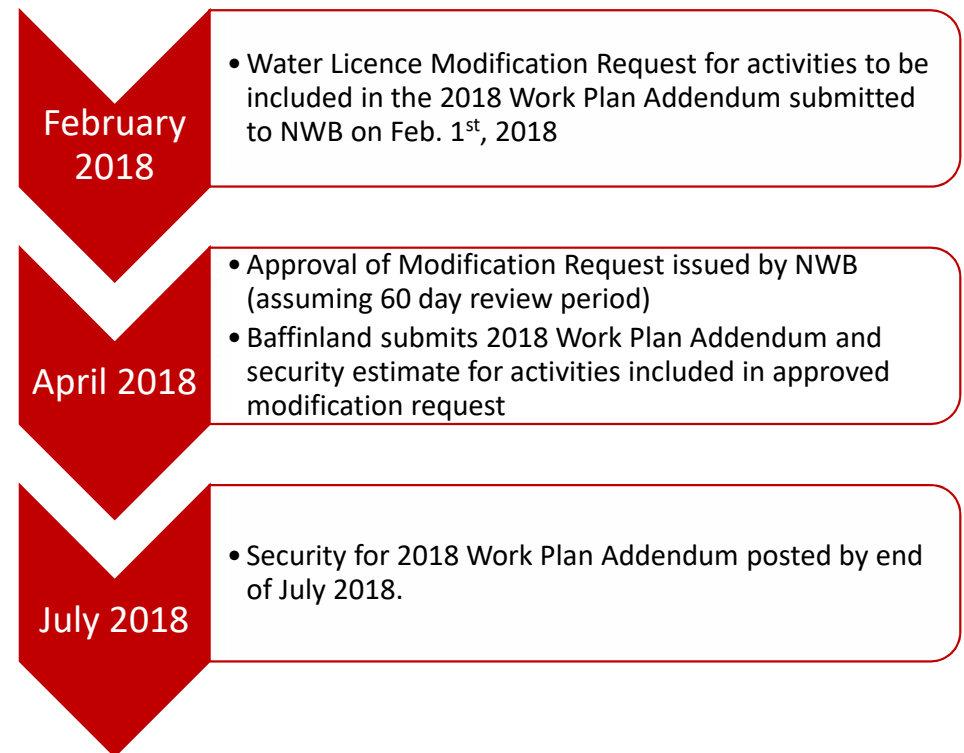 February
2018
• Water Licence Modification Request for activities to be
included in the 2018 Work Plan Addendum submitted
to NWB on Feb. 1st, 2018
April 2018
• Approval of Modification Request issued by NWB
(assuming 60 day review period)
• Baffinland submits 2018 Work Plan Addendum and
security estimate for activities included in approved
modification request
July 2018
• Security for 2018 Work Plan Addendum posted by end
of July 2018.